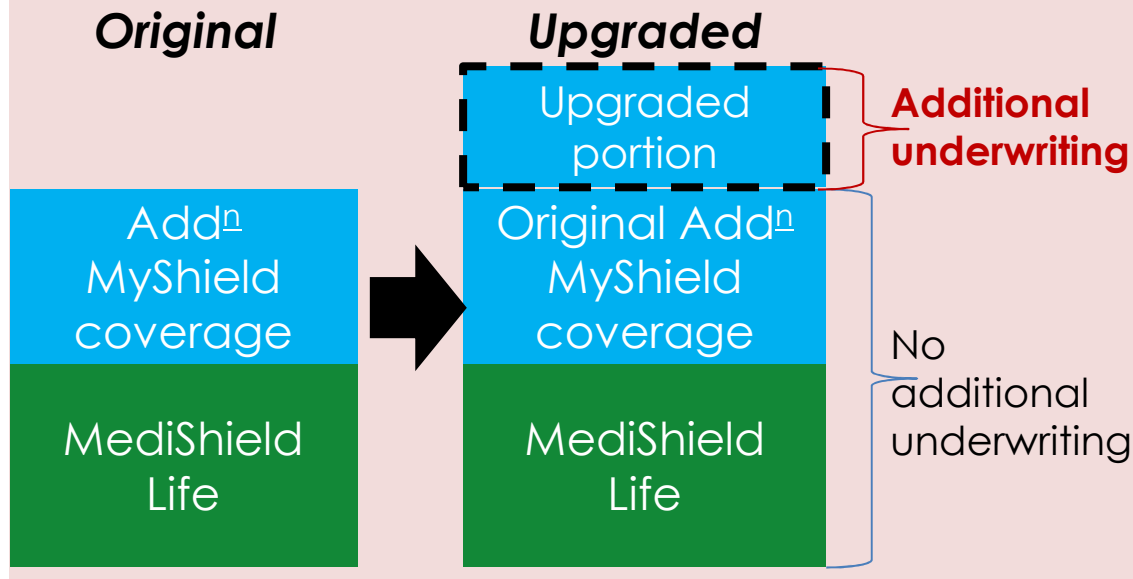 Original
Upgraded
Upgraded
portion
Additional
underwriting
Addn
MyShield
coverage
Original Addn
MyShield
coverage
No
additional
underwriting
MediShield
Life
MediShield
Life